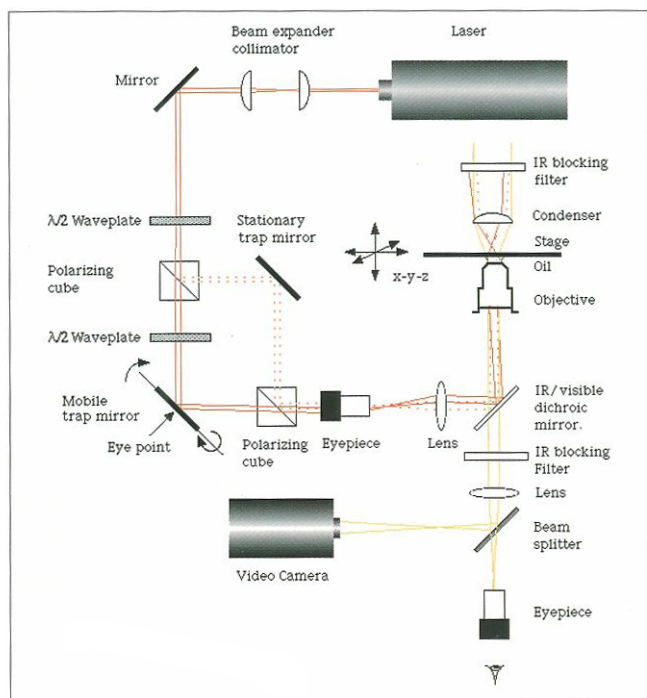 Beam expander
collimator
Laser
Mirror
IR blocking
filter
Condenser
λ/2 Waveplate
Stationary
trap mirror
Stage
x-y-z
Oil
Polarizing
cube
Objective
λ/2 Waveplate
Mobile
trap mirror
IR/visible
dichroic
mirror.
Eye point
Polarizing
cube
Eyepiece
Lens
IR blocking
Filter
Lens
Beam
splitter
Video Camera
Eyepiece